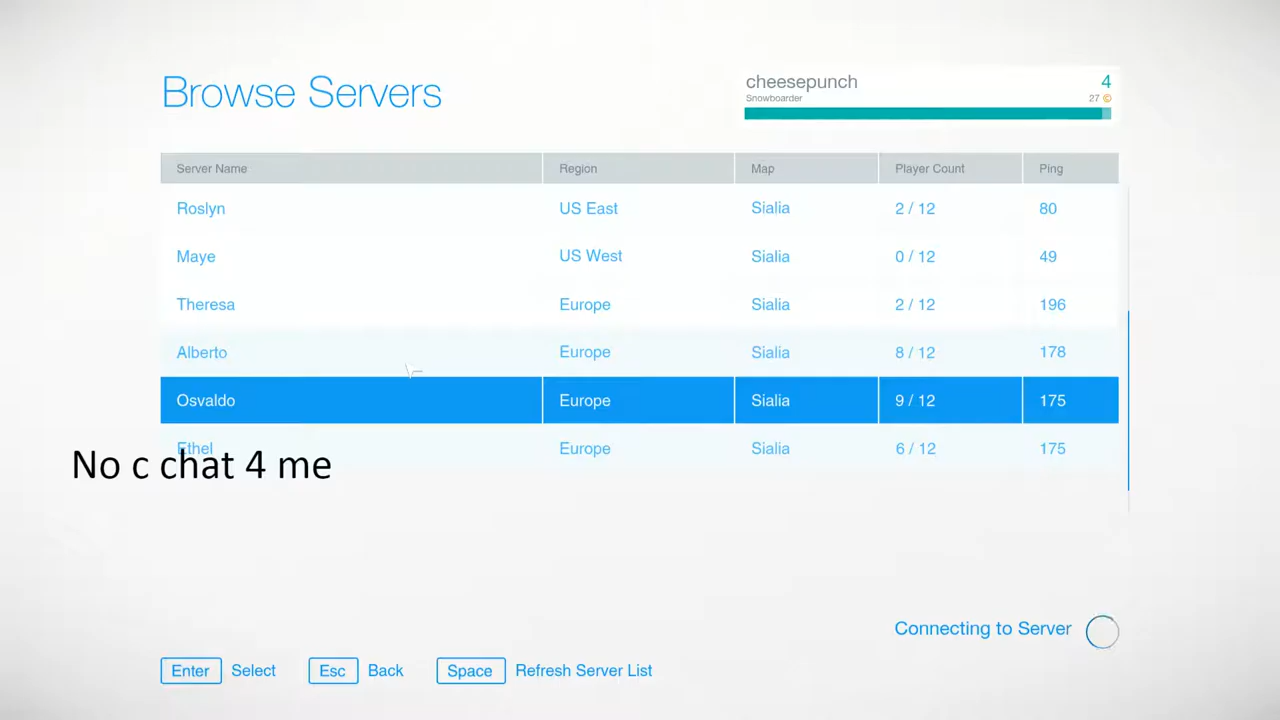 Browse Servers
cheesepunch 4
Snowboarder 27 ©
Server Name Region Map Player Count Ping
Roslyn US East Sialia 2 / 12 80
Maye US West Sialia 0 / 12 49
Theresa Europe Sialia 2 / 12 196
Alberto Europe Sialia 8 / 12 178
Osvaldo Europe Sialia 9 / 12 175
Ethel Europe Sialia 6 / 12 175
No c chat 4 me
Connecting to Server
Enter Select Esc Back Space Refresh Server List